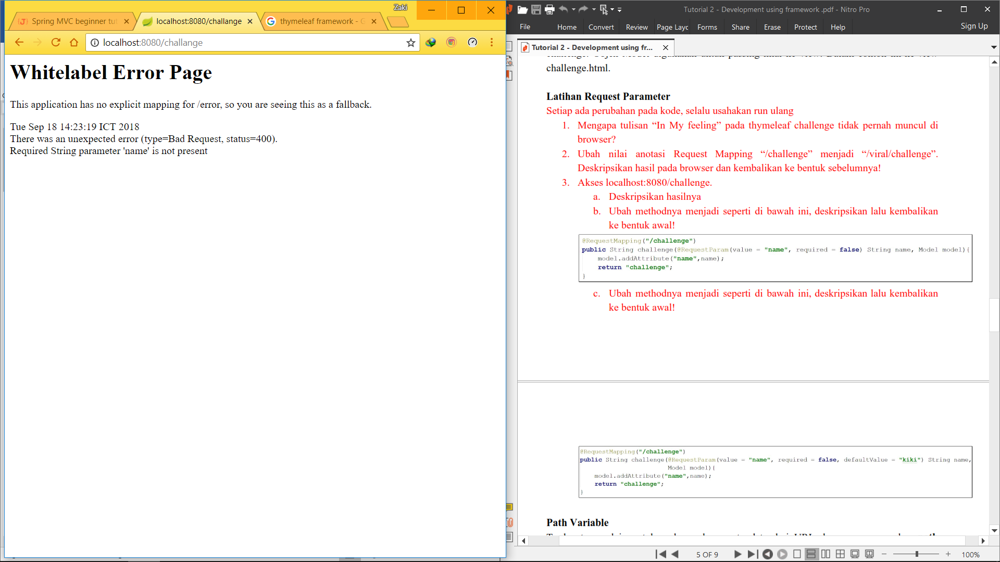 Zaki
Spring MVC beginner tut
localhost:8080/challange
thymeleaf framework - G
localhost:8080/challange
Whitelabel Error Page
This application has no explicit mapping for /error, so you are seeing this as a fallback.
Tue Sep 18 14:23:19 ICT 2018
There was an unexpected error (type=Bad Request, status=400).
Required String parameter 'name' is not present
Tutorial 2 - Development using framework .pdf - Nitro Pro
File Home Convert Review Page Layc Forms Share Erase Protect Help Sign Up
Tutorial 2 - Development using fr...
challenge.html.
Latihan Request Parameter
Setiap ada perubahan pada kode, selalu usahakan run ulang
1. Mengapa tulisan “In My feeling” pada thymeleaf challenge tidak pernah muncul di
browser?
2. Ubah nilai anotasi Request Mapping “/challenge” menjadi “/viral/challenge”.
Deskripsikan hasil pada browser dan kembalikan ke bentuk sebelumnya!
3. Akses localhost:8080/challenge.
a. Deskripsikan hasilnya
b. Ubah methodnya menjadi seperti di bawah ini, deskripsikan lalu kembalikan
ke bentuk awal!
@RequestMapping("/challenge")
public String challenge(@RequestParam(value = "name", required = false) String name, Model model){
model.addAttribute("name",name);
return "challenge";
}
c. Ubah methodnya menjadi seperti di bawah ini, deskripsikan lalu kembalikan
ke bentuk awal!
@RequestMapping("/challenge")
public String challenge(@RequestParam(value = "name", required = false, defaultValue = "kiki") String name,
Model model){
model.addAttribute("name",name);
return "challenge";
}
Path Variable
5 OF 9
100%